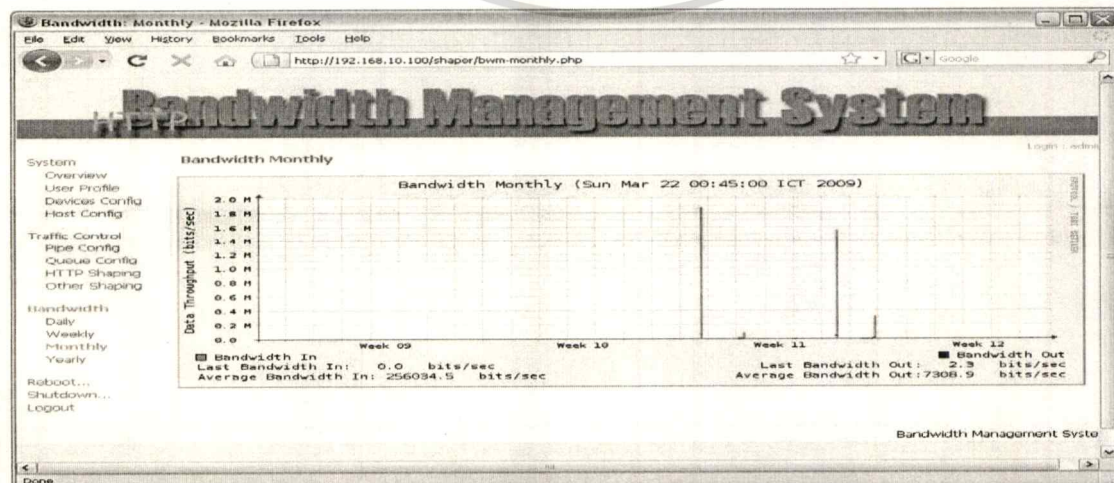 Bandwidth: Monthly - Mozilla Firefox
File Edit View History Bookmarks Tools Help
http://192.168.10.100/shaper/bwm-monthly.php
Google
HTTP
Bandwidth Management System
Login : admin
System
Overview
User Profile
Devices Config
Host Config
Traffic Control
Pipe Config
Queue Config
HTTP Shaping
Other Shaping
Bandwidth
Daily
Weekly
Monthly
Yearly
Reboot...
Shutdown...
Logout
Bandwidth Monthly
Bandwidth Monthly (Sun Mar 22 00:45:00 ICT 2009)
RRDTOOL / TOBI OETIKER
Data Throughput (bits/sec)
2.0 M
1.8 M
1.6 M
1.4 M
1.2 M
1.0 M
0.8 M
0.6 M
0.4 M
0.2 M
0.0
Week 09 Week 10 Week 11 Week 12
Bandwidth In
Last Bandwidth In: 0.0 bits/sec
Average Bandwidth In: 256034.5 bits/sec
Bandwidth Out
Last Bandwidth Out: 2.3 bits/sec
Average Bandwidth Out:7308.9 bits/sec
Bandwidth Management Syste
Done